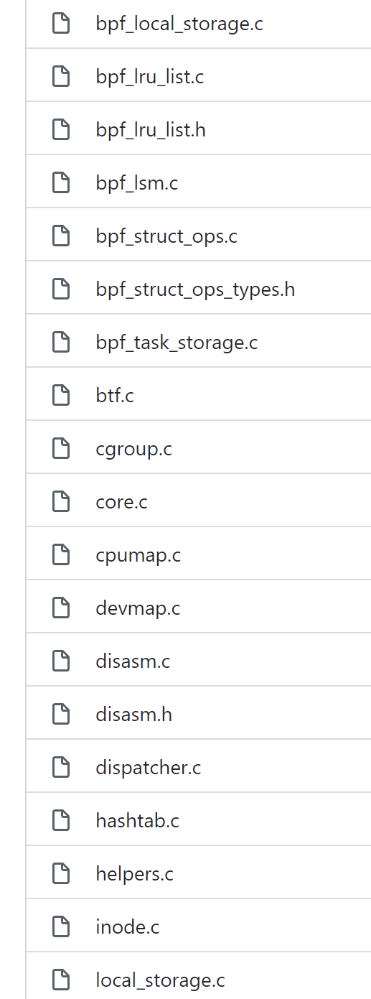 bpf_local_storage.c
bpf_lru_list.c
bpf_lru_list.h
bpf_lsm.c
bpf_struct_ops.c
bpf_struct_ops_types.h
bpf_task_storage.c
btf.c
cgroup.c
core.c
cpumap.c
devmap.c
disasm.c
disasm.h
dispatcher.c
hashtab.c
helpers.c
inode.c
local_storage.c